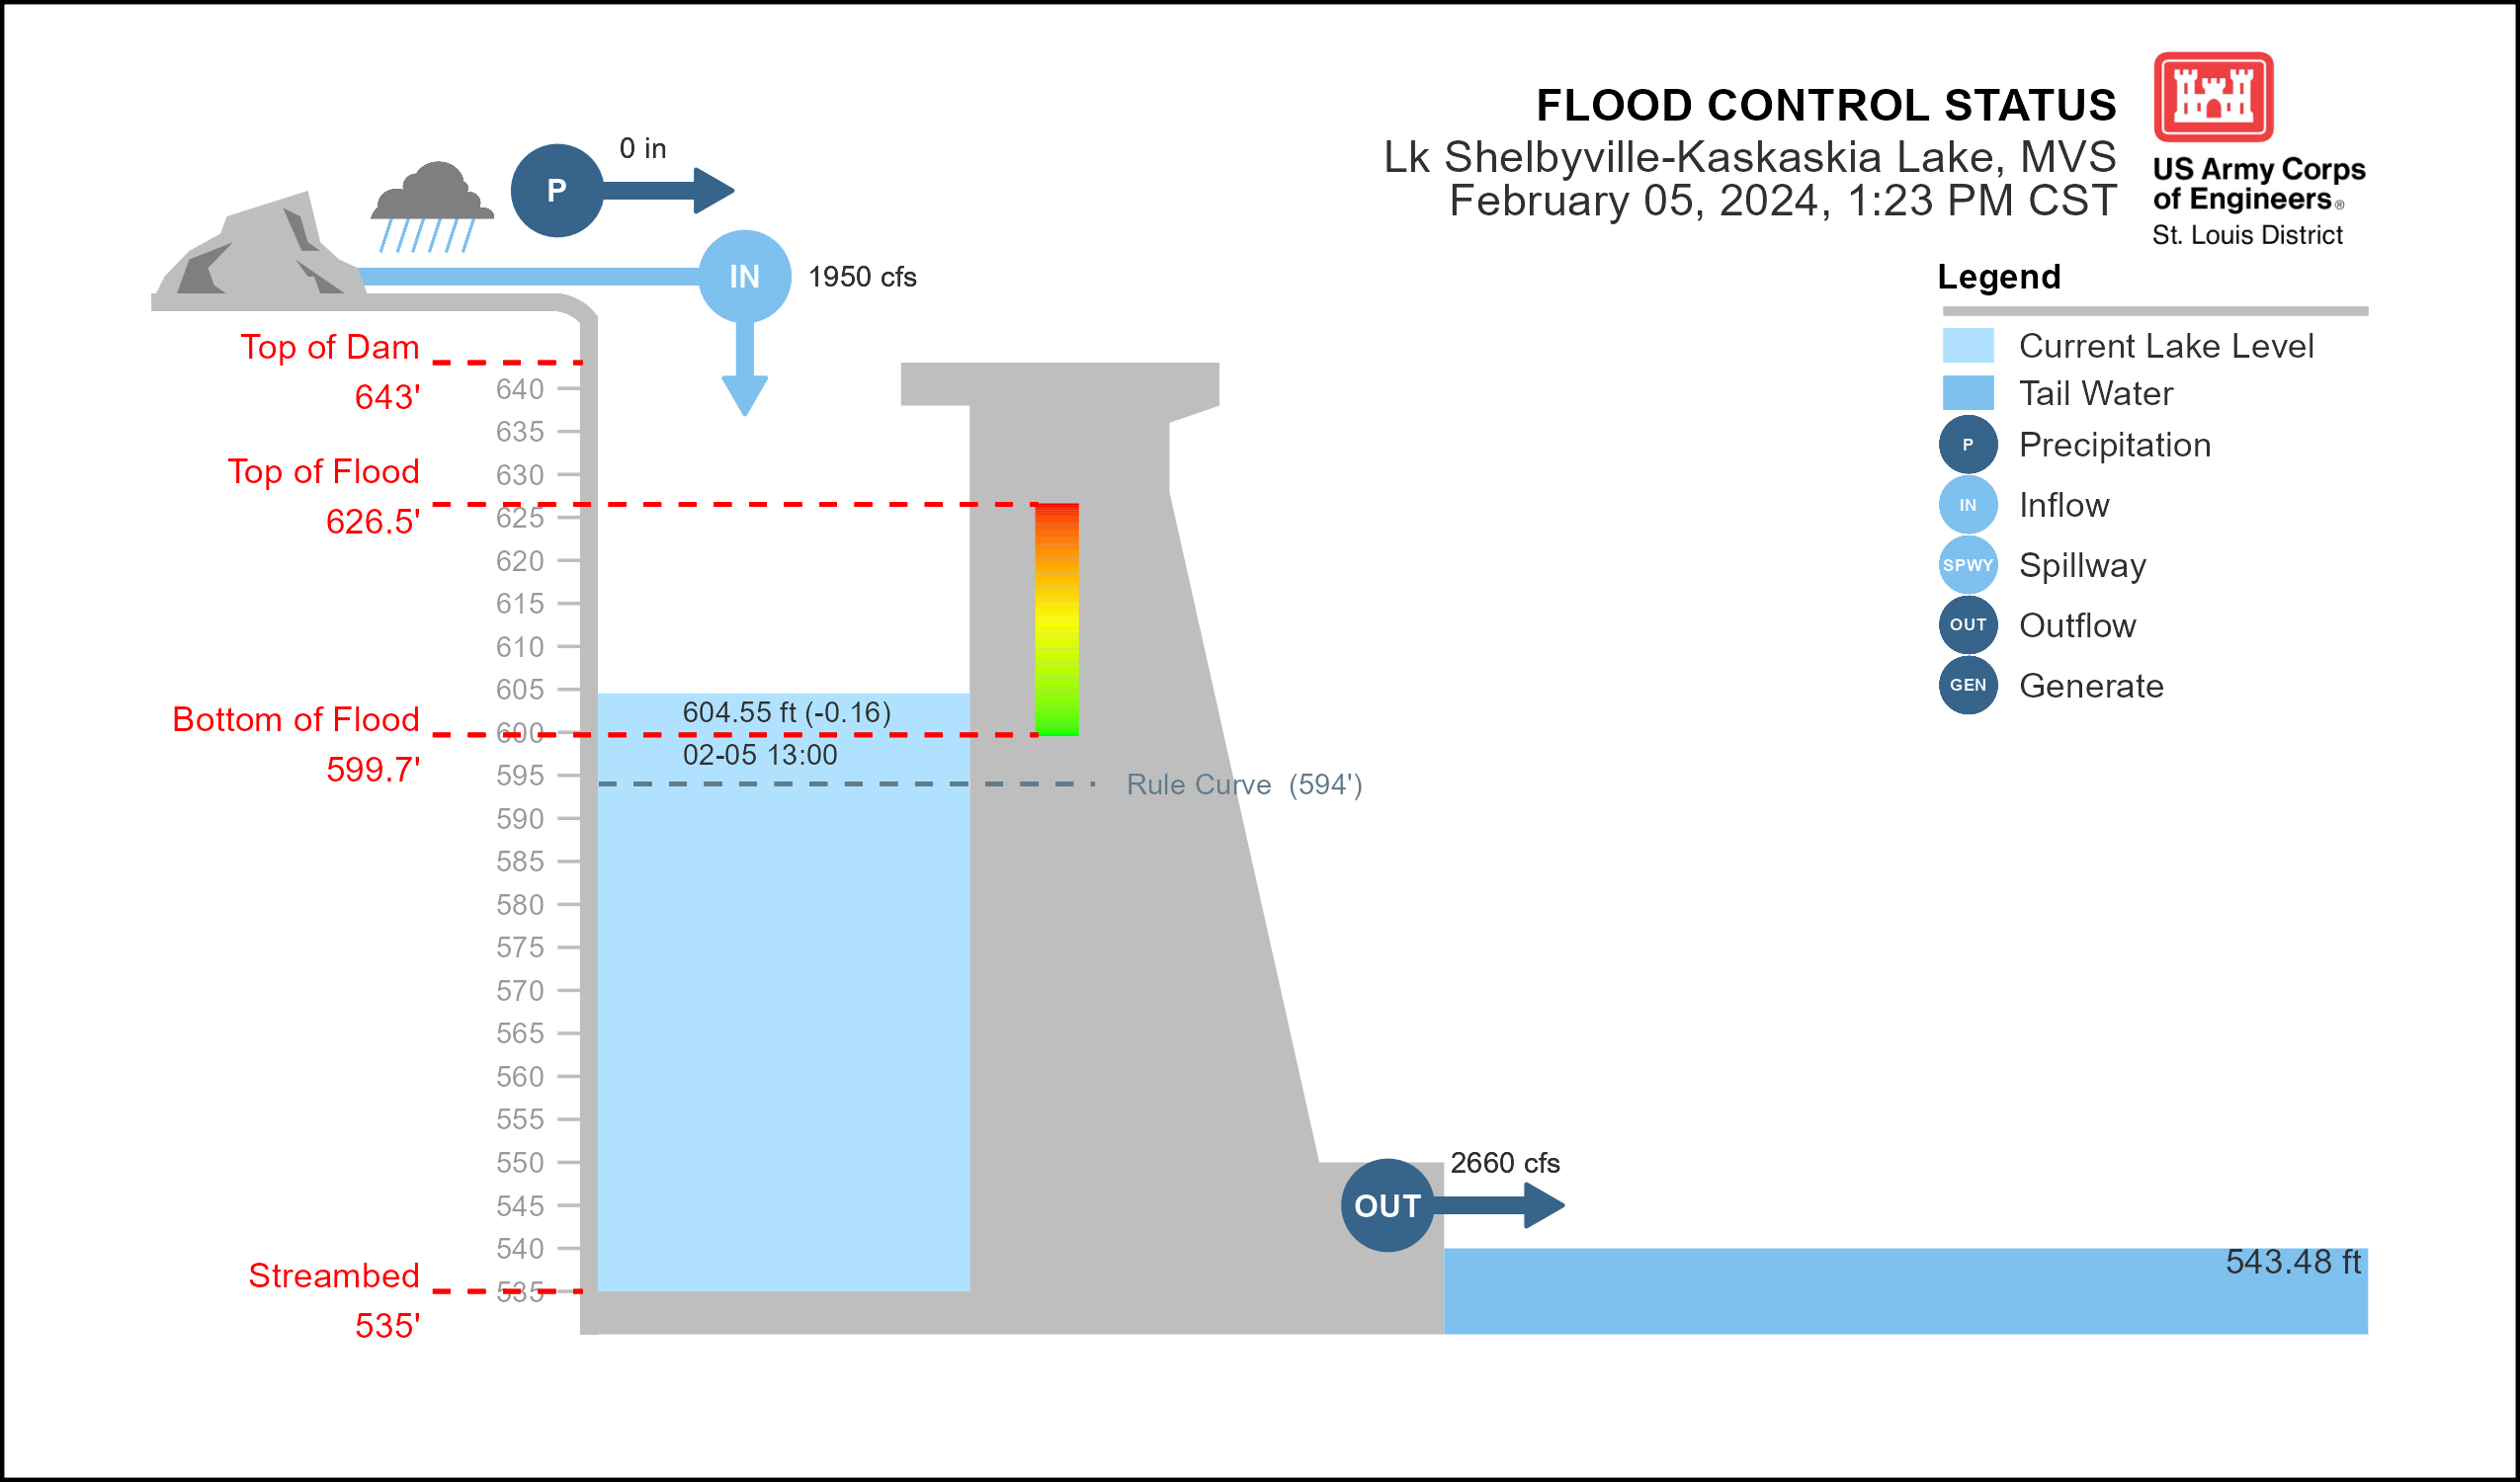 FLOOD CONTROL STATUS
Lk Shelbyville-Kaskaskia Lake, MVS
February 05, 2024, 1:23 PM CST
US Army Corps
of Engineers®
St. Louis District
Legend
Current Lake Level
Tail Water
P Precipitation
IN Inflow
SPWY Spillway
OUT Outflow
GEN Generate
P
0 in
IN
1950 cfs
Top of Dam
643'
Top of Flood
626.5'
Bottom of Flood
599.7'
Streambed
535'
640
635
630
625
620
615
610
605
600
595
590
585
580
575
570
565
560
555
550
545
540
535
604.55 ft (-0.16)
02-05 13:00
Rule Curve (594')
2660 cfs
OUT
543.48 ft